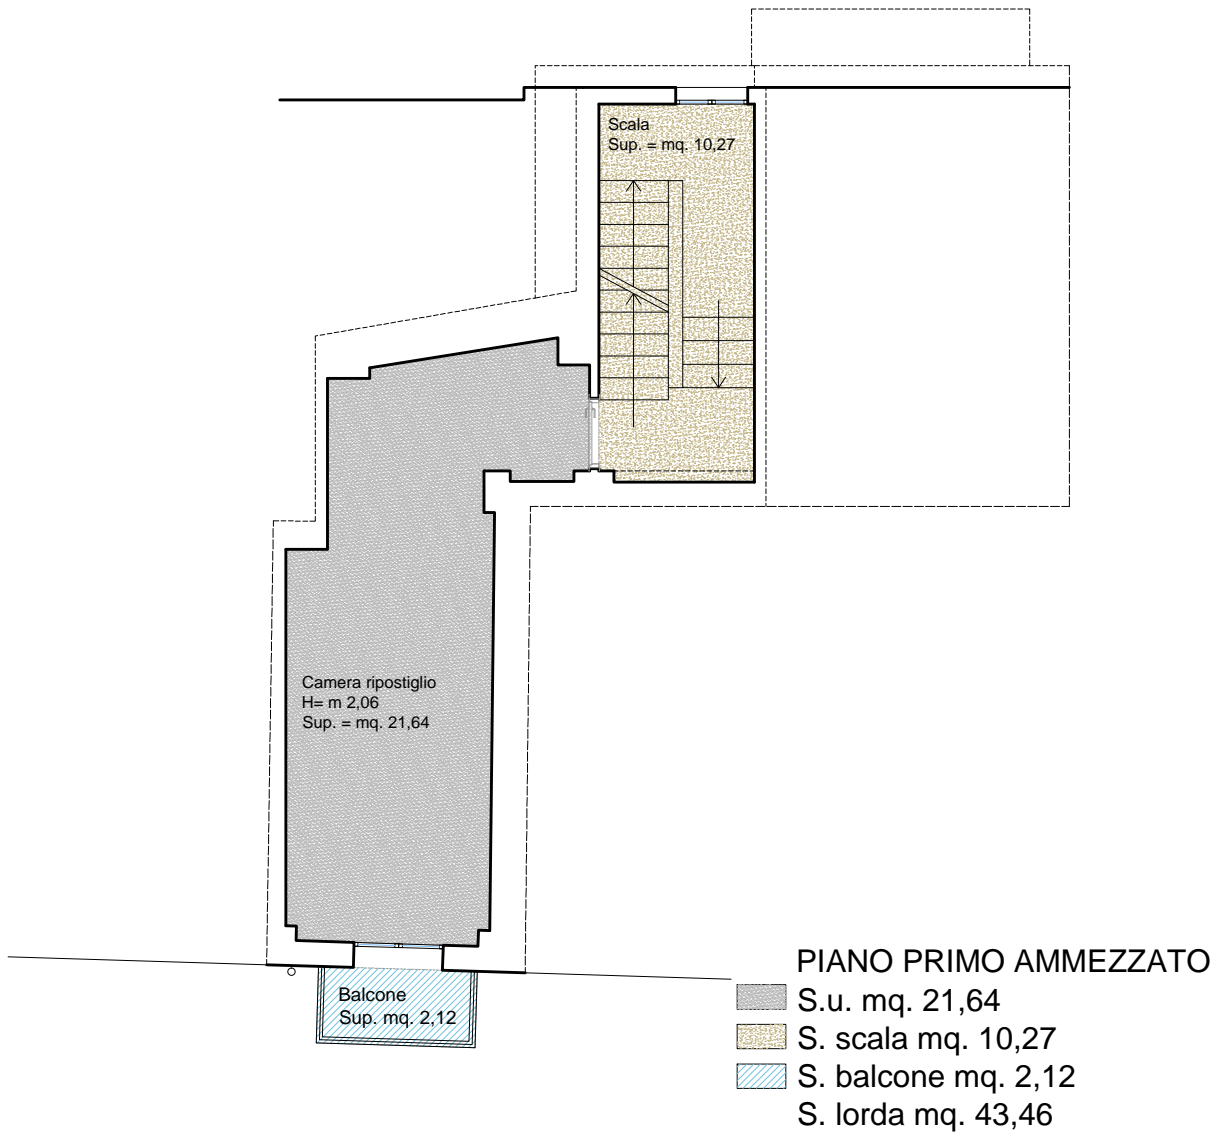 Scala
Sup. = mq. 10,27
Camera ripostiglio
H= m 2,06
Sup. = mq. 21,64
Balcone
Sup. mq. 2,12
PIANO PRIMO AMMEZZATO
S.u. mq. 21,64
S. scala mq. 10,27
S. balcone mq. 2,12
S. lorda mq. 43,46